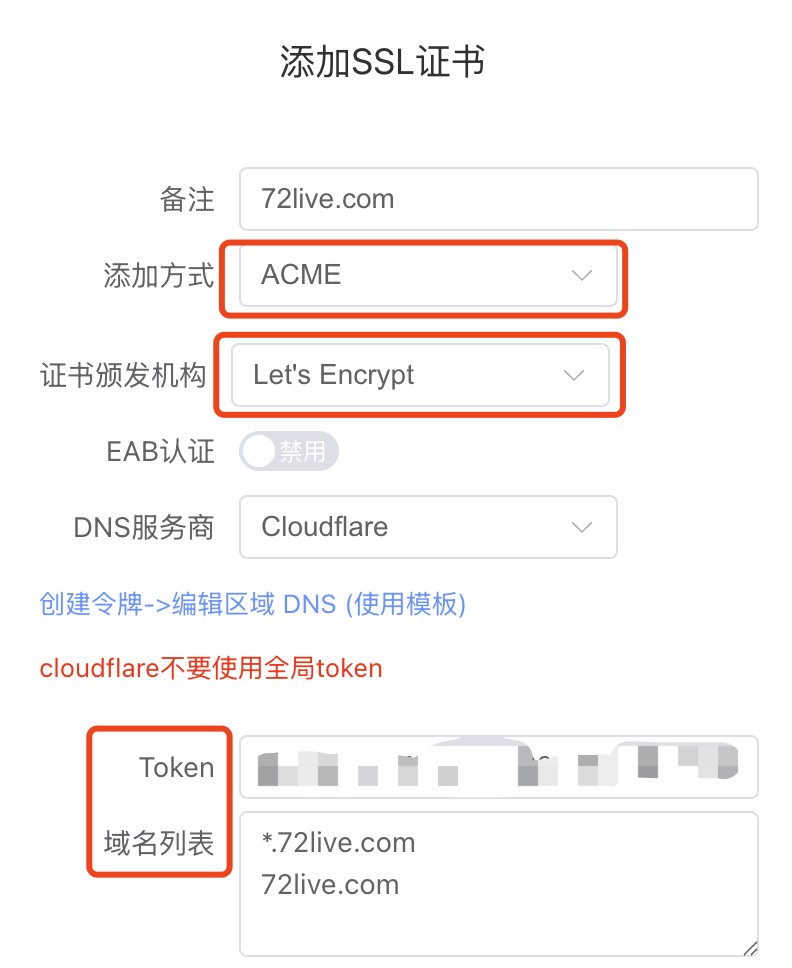 添加SSL证书
备注 72live.com
添加方式 ACME
证书颁发机构 Let's Encrypt
EAB认证 禁用
DNS服务商 Cloudflare
创建令牌->编辑区域 DNS (使用模板)
cloudflare不要使用全局token
Token
域名列表 *.72live.com
72live.com